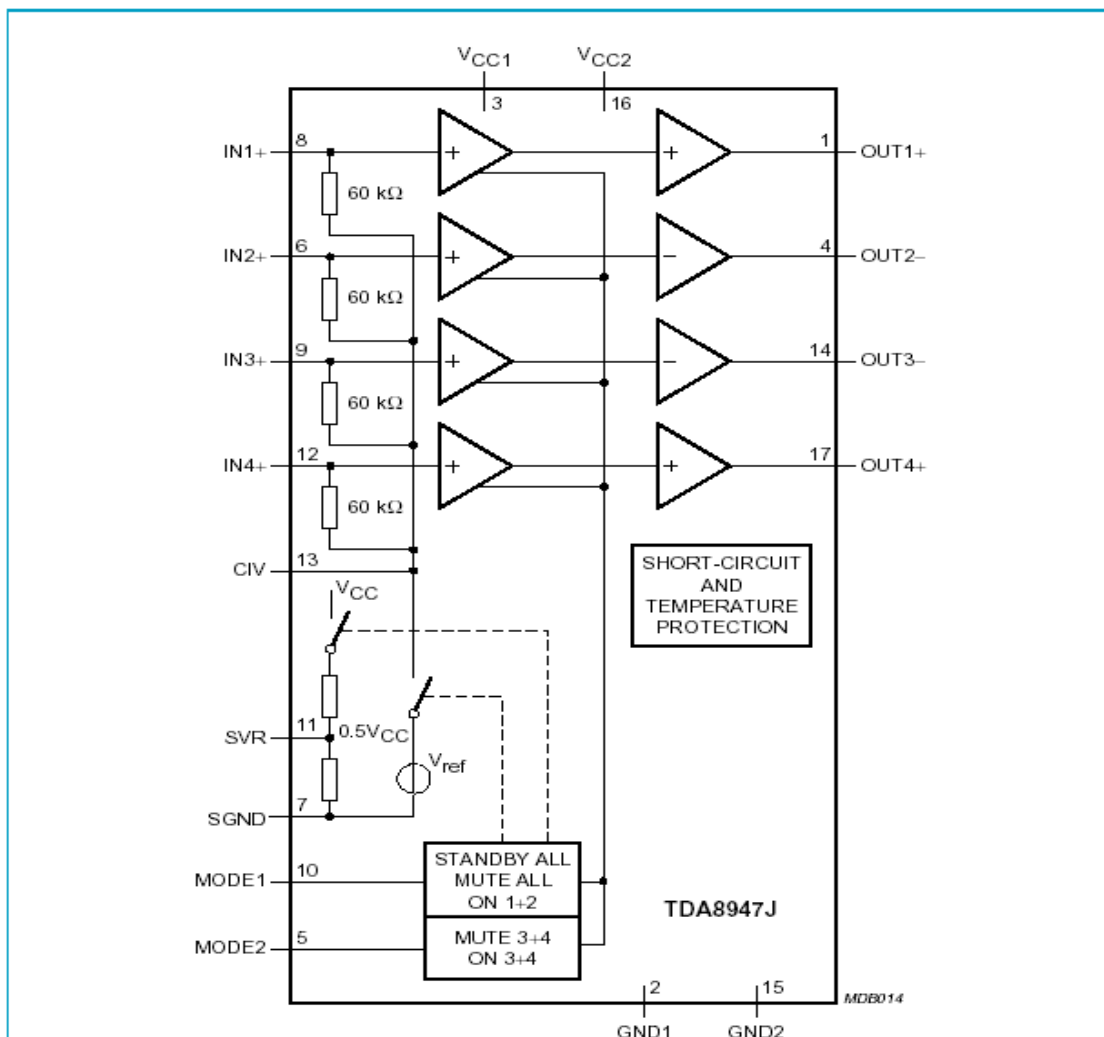 VCC1
VCC2
3
16
8
IN1+
+
+
1
OUT1+
60 kΩ
6
IN2+
+
−
4
OUT2−
60 kΩ
9
IN3+
+
−
14
OUT3−
60 kΩ
12
IN4+
+
+
17
OUT4+
60 kΩ
13
CIV
SHORT-CIRCUIT
AND
TEMPERATURE
PROTECTION
VCC
11
SVR
0.5VCC
Vref
7
SGND
STANDBY ALL
MUTE ALL
ON 1+2
10
MODE1
TDA8947J
MUTE 3+4
ON 3+4
5
MODE2
2
15
MDB014
GND1
GND2